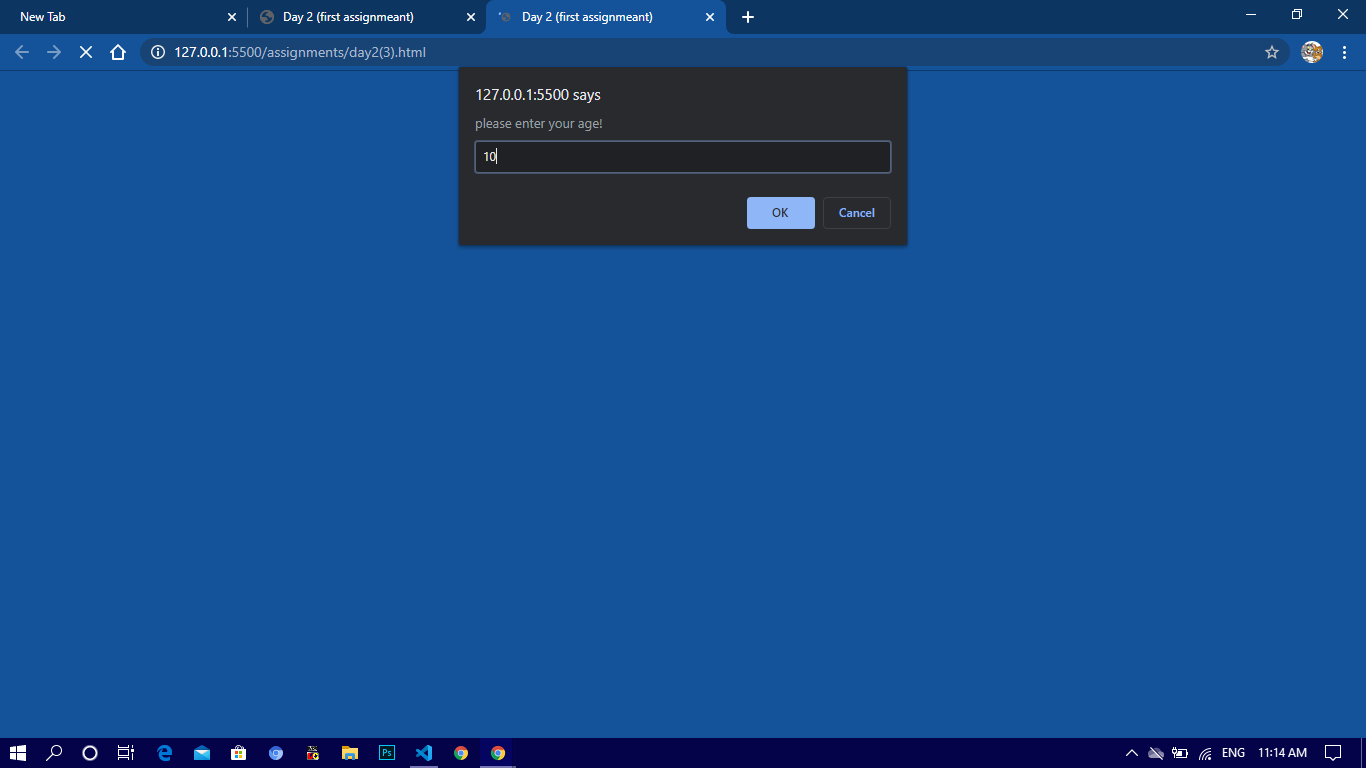 New Tab
Day 2 (first assignmeant)
Day 2 (first assignmeant)
127.0.0.1:5500/assignments/day2(3).html
127.0.0.1:5500 says
please enter your age!
10
OK
Cancel
Ps
ENG
11:14 AM